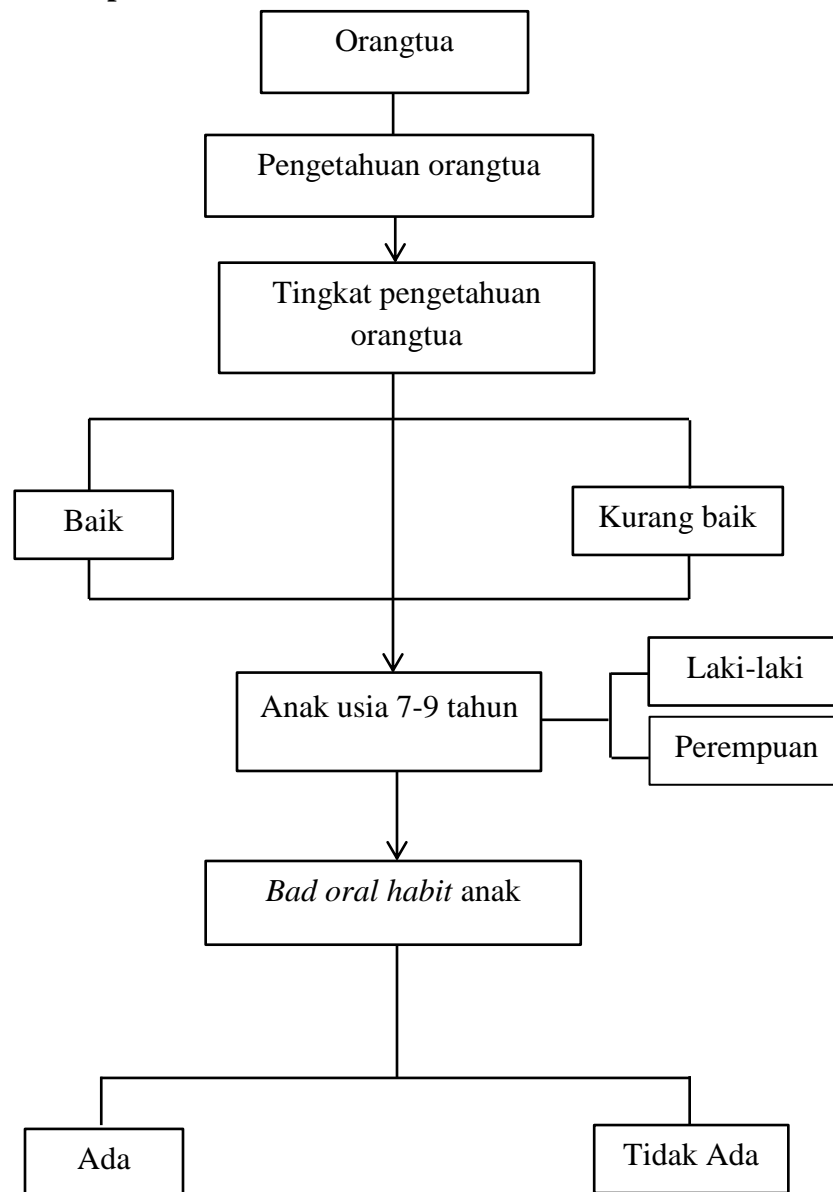 Orangtua
Pengetahuan orangtua
Tingkat pengetahuan
orangtua
Baik
Kurang baik
Anak usia 7-9 tahun
Laki-laki
Perempuan
Bad oral habit anak
Ada
Tidak Ada